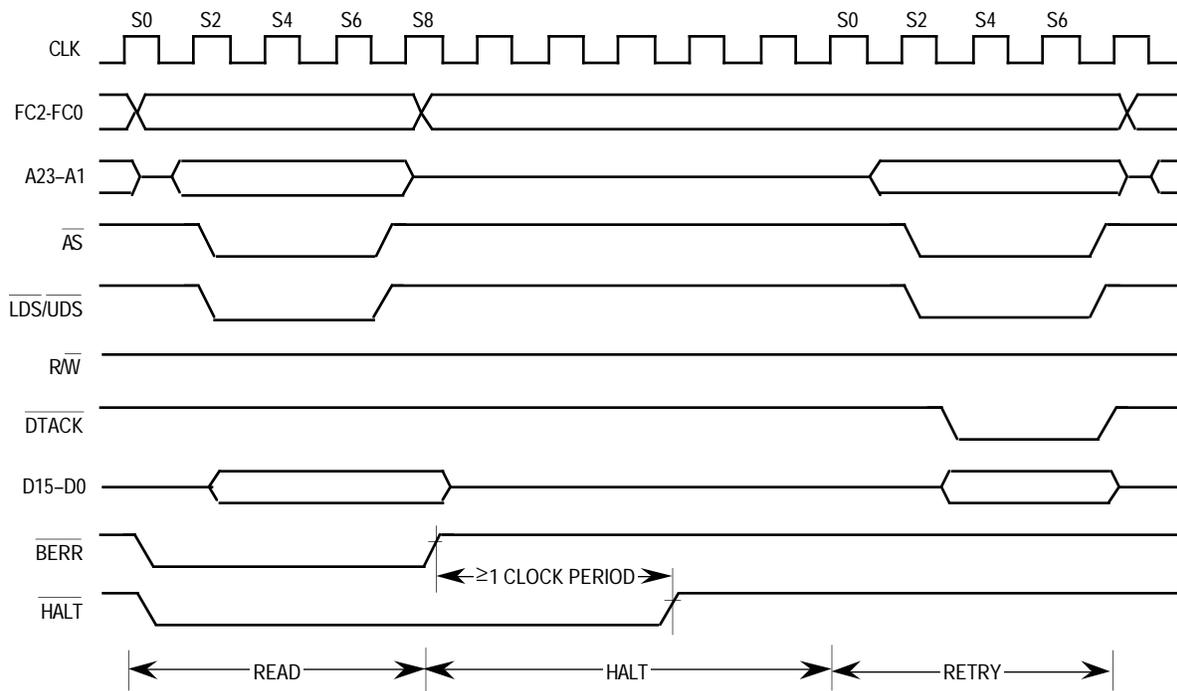 S0 S2 S4 S6 S8 S0 S2 S4 S6
CLK
FC2-FC0
A23–A1
AS
LDS/UDS
R/W
DTACK
D15–D0
BERR
≥1 CLOCK PERIOD
HALT
READ HALT RETRY